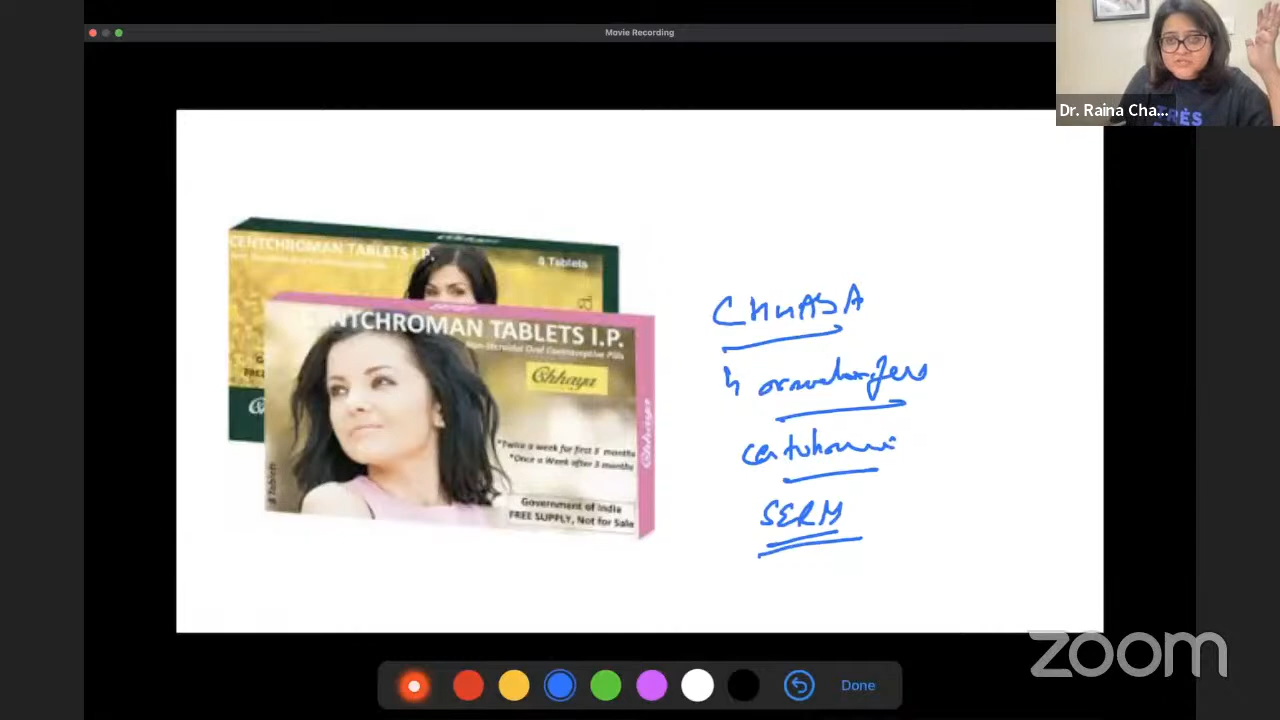 Movie Recording
Dr. Raina Cha...
CENTCHROMAN TABLETS I.P.
8 Tablets
CENTCHROMAN TABLETS I.P.
Non-Steroidal Oral Contraceptive Pills
Chhaya
*Twice a week for first 3 months
*Once a Week after 3 months
Government of India
FREE SUPPLY, Not for Sale
Chhaya
8 Tablets
SERM
zoom
Done